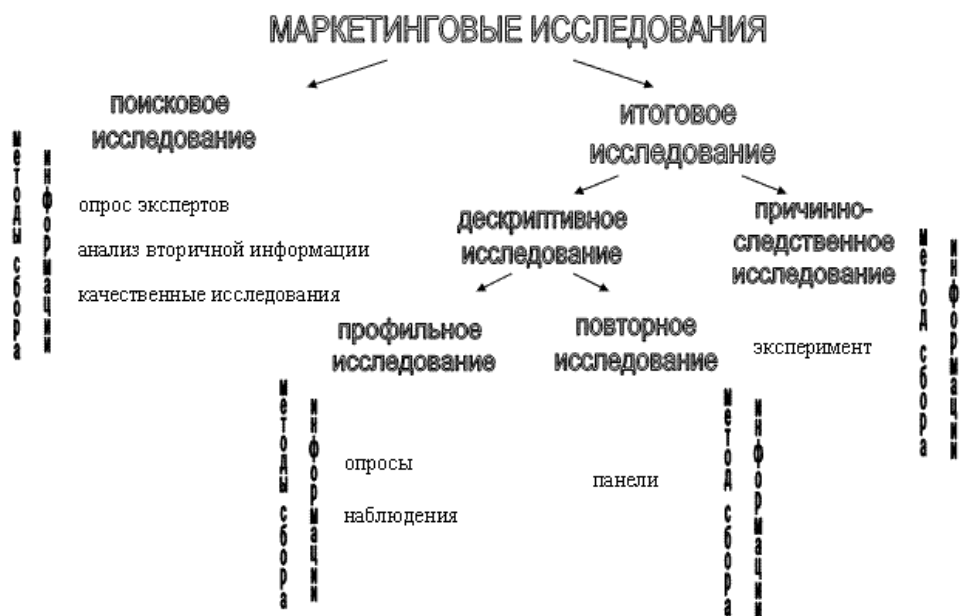 МАРКЕТИНГОВЫЕ ИССЛЕДОВАНИЯ
поисковое
исследование
методы сбора
информации
опрос экспертов
анализ вторичной информации
качественные исследования
итоговое
исследование
дескриптивное
исследование
причинно-
следственное
исследование
метод сбора
информации
эксперимент
профильное
исследование
методы сбора
информации
опросы
наблюдения
повторное
исследование
панели
метод сбора
информации